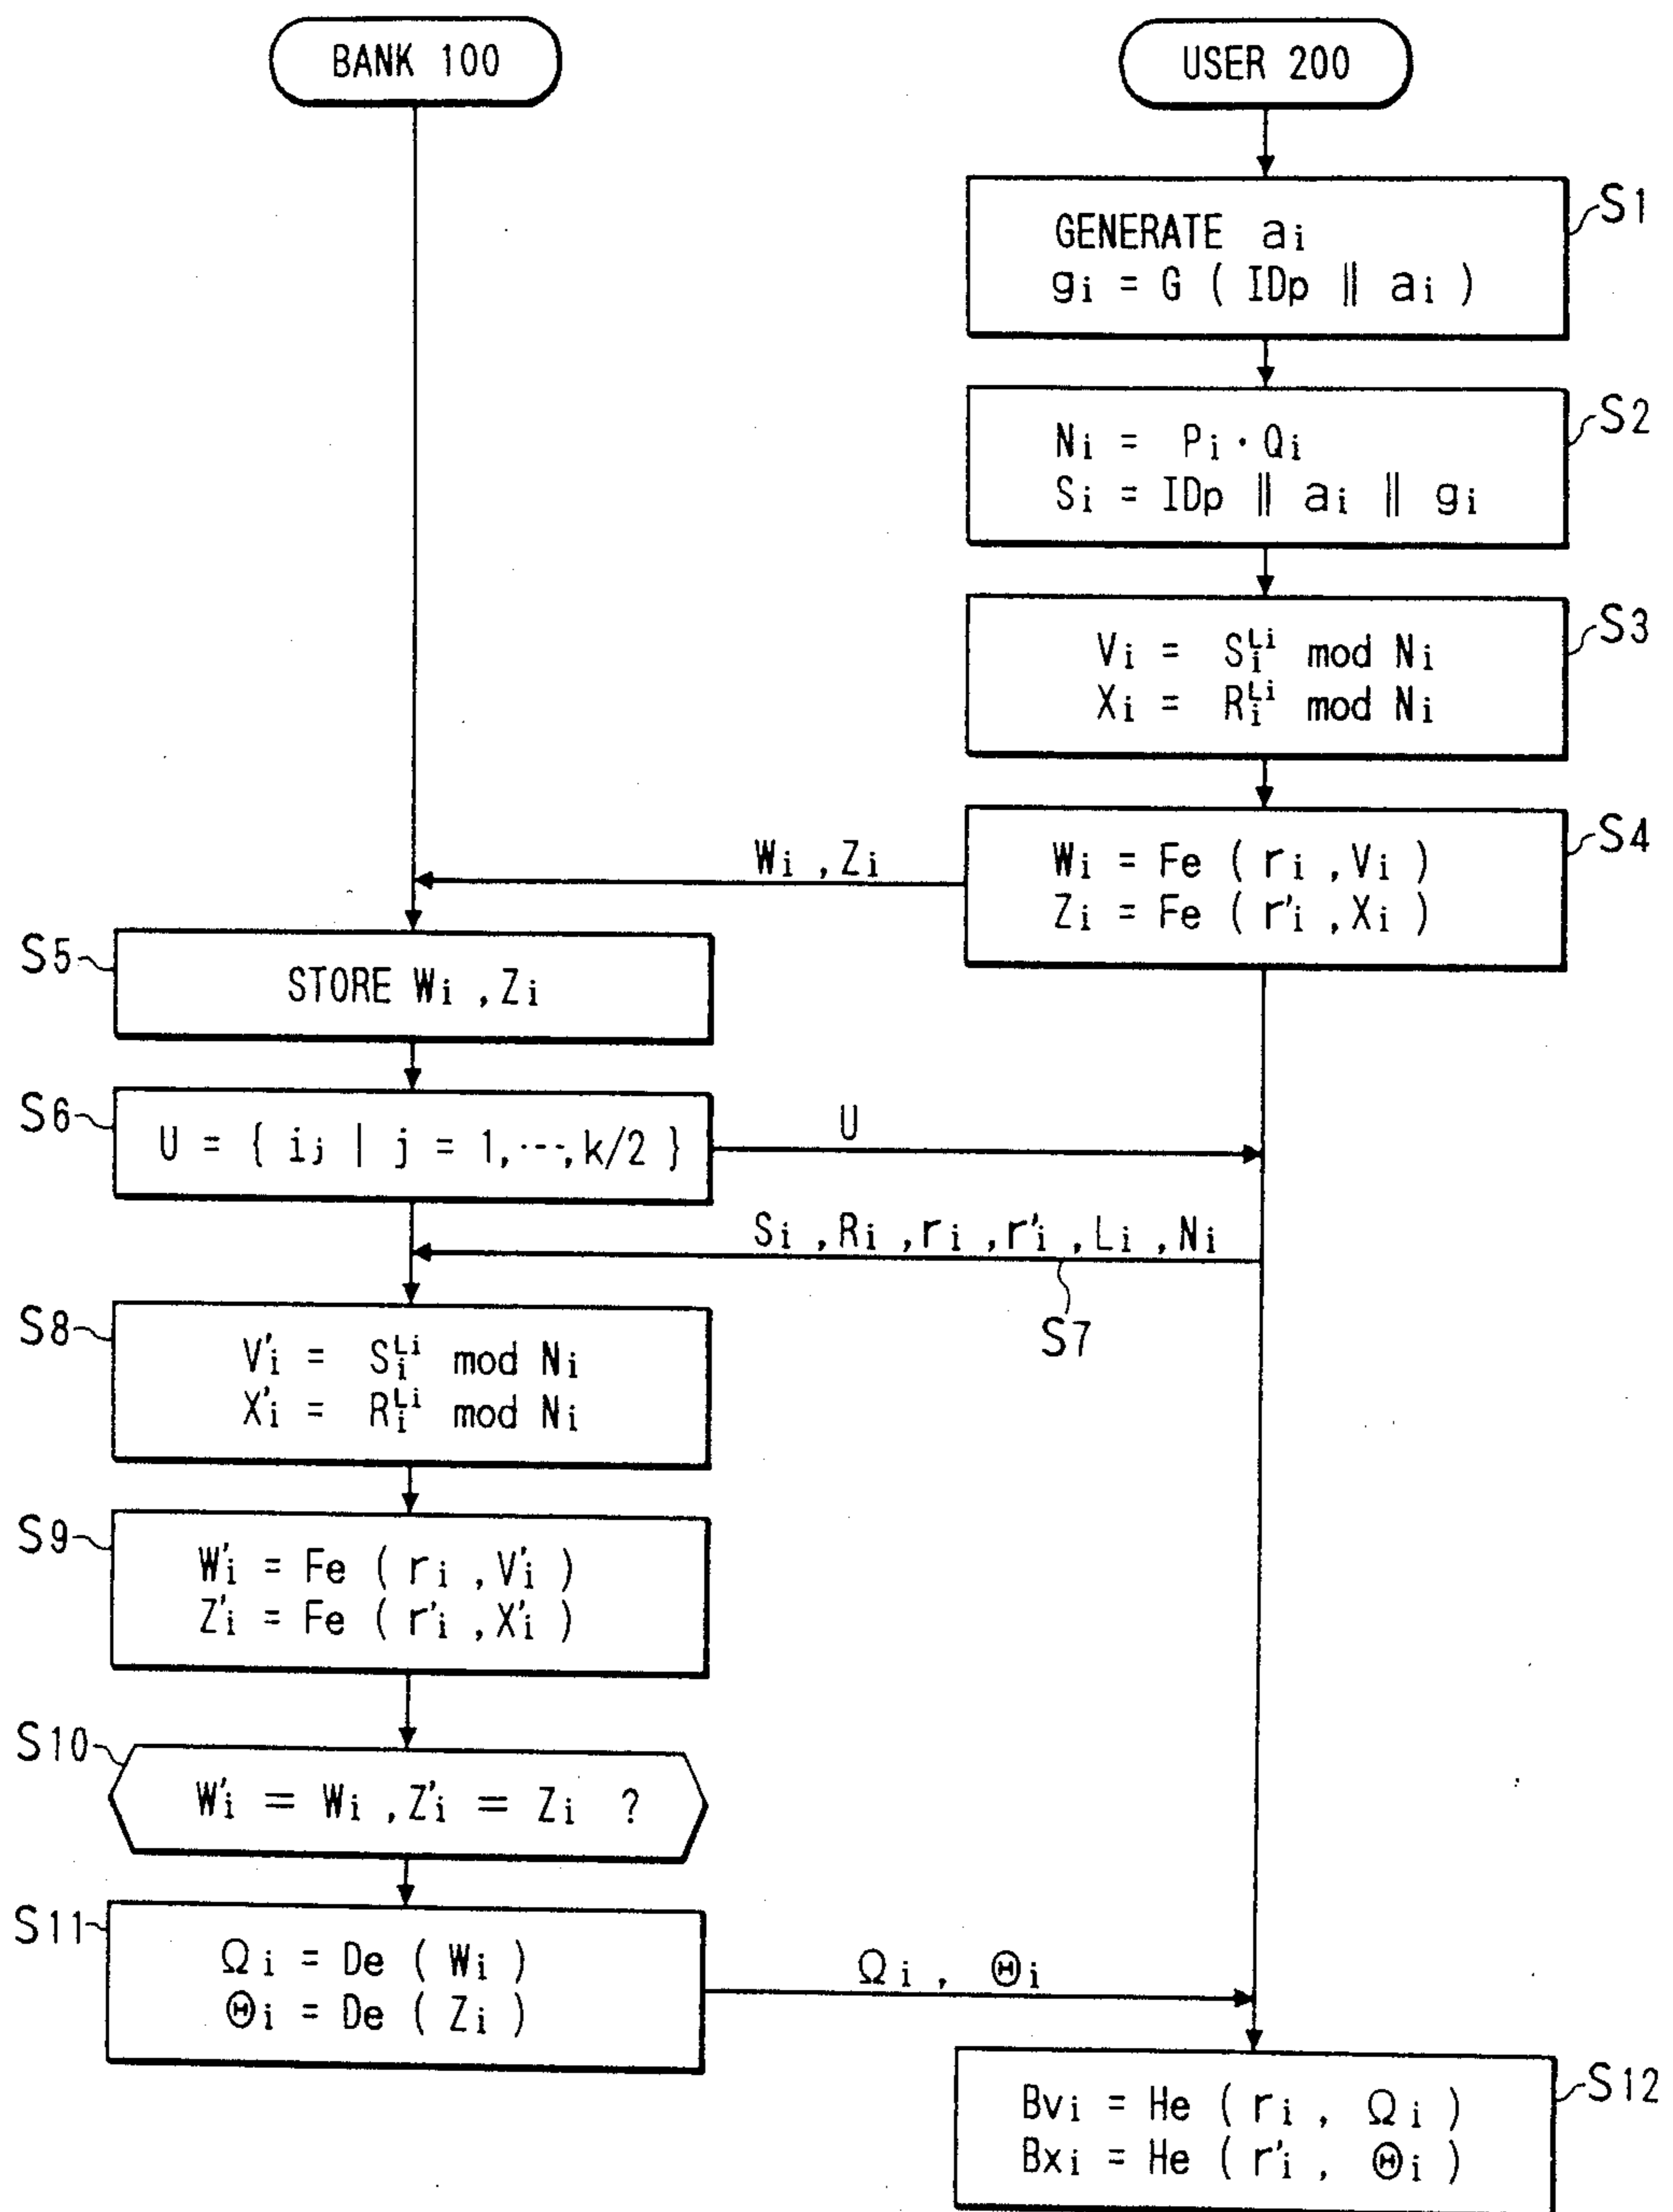 BANK 100
USER 200
S1
GENERATE ai
gi = G ( IDp ‖ ai )
S2
Ni = Pi · Qi
Si = IDp ‖ ai ‖ gi
S3
Vi = Si^Li mod Ni
Xi = Ri^Li mod Ni
S4
Wi = Fe ( ri , Vi )
Zi = Fe ( r'i , Xi )
Wi , Zi
S5
STORE Wi , Zi
S6
U = { ij | j = 1, ---, k/2 }
U
Si , Ri , ri , r'i , Li , Ni
S7
S8
V'i = Si^Li mod Ni
X'i = Ri^Li mod Ni
S9
W'i = Fe ( ri , V'i )
Z'i = Fe ( r'i , X'i )
S10
W'i = Wi , Z'i = Zi ?
S11
Ωi = De ( Wi )
Θi = De ( Zi )
Ωi , Θi
S12
Bvi = He ( ri , Ωi )
Bxi = He ( r'i , Θi )